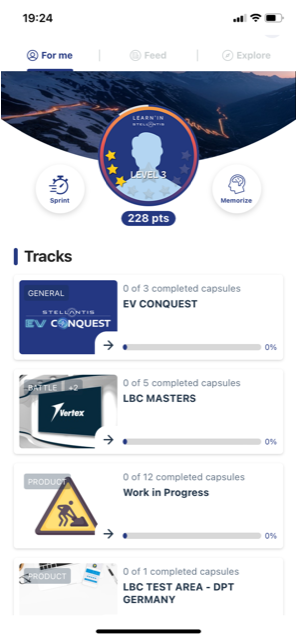 19:24
For me
Feed
Explore
LEARN'IN
STELLANTIS
LEVEL 3
Sprint
Memorize
228 pts
Tracks
GENERAL
STELLANTIS
EV CONQUEST
0 of 3 completed capsules
EV CONQUEST
0%
BATTLE
+2
Vertex
0 of 5 completed capsules
LBC MASTERS
0%
PRODUCT
0 of 12 completed capsules
Work in Progress
0%
PRODUCT
0 of 1 completed capsules
LBC TEST AREA - DPT
GERMANY